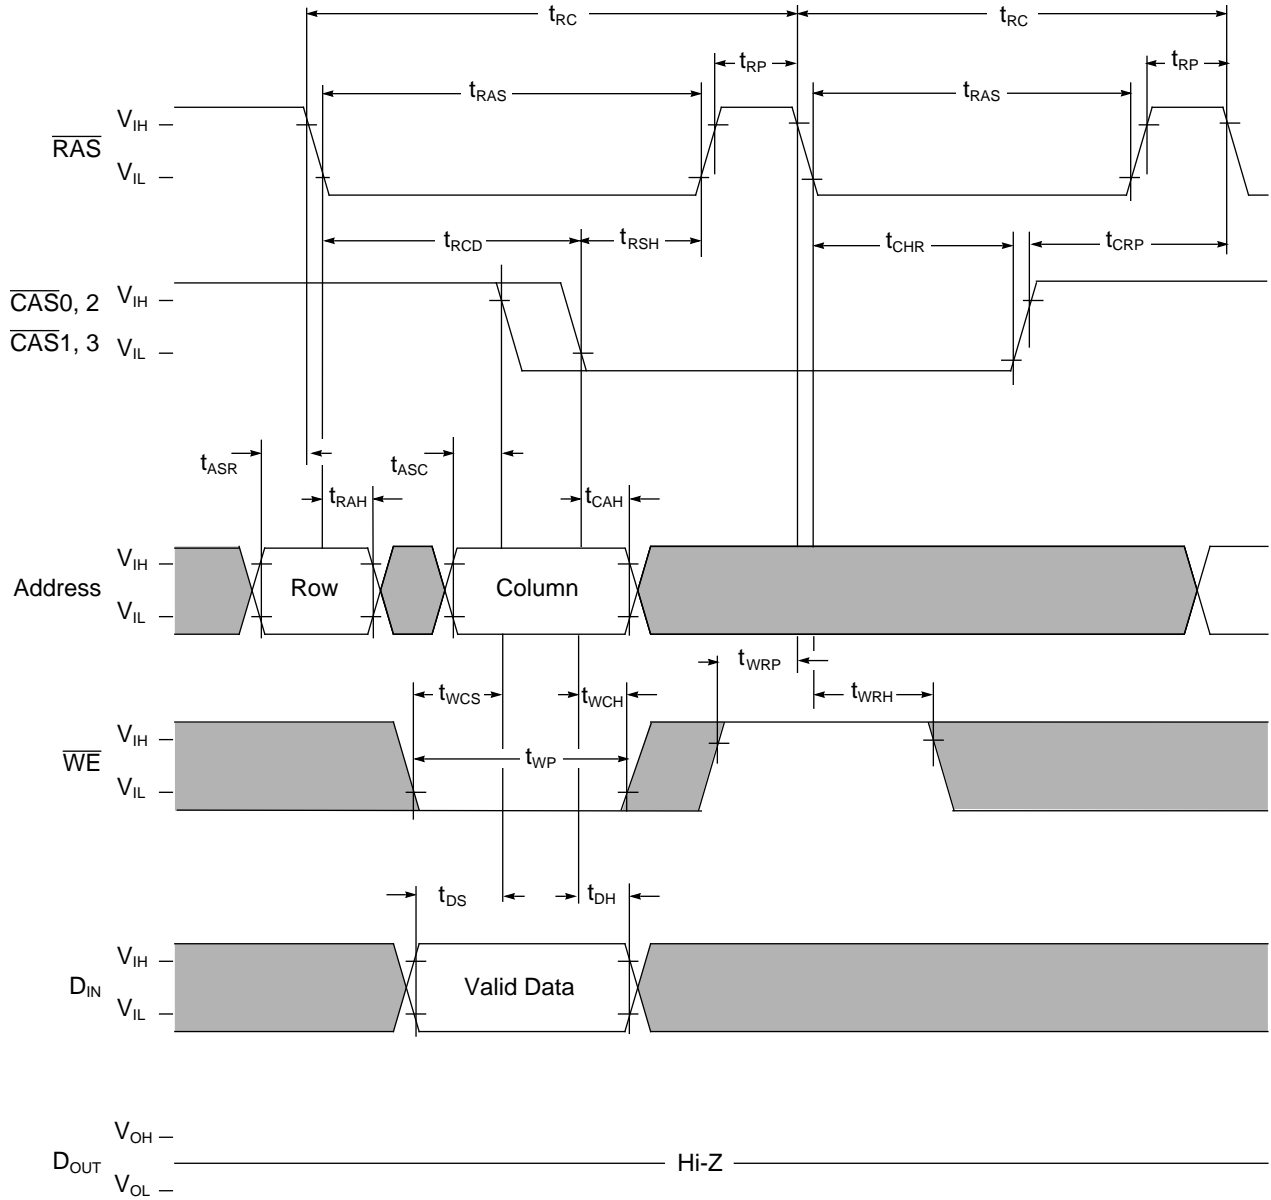 tRC tRC
tRP tRP
tRAS tRAS
RAS VIH
VIL
tRCD tRSH tCHR tCRP
CAS0, 2 VIH
CAS1, 3 VIL
tASR tASC
tRAH tCAH
Address VIH
Row Column
VIL
tWRP
tWCS tWCH tWRH
WE VIH
tWP
VIL
tDS tDH
VIH
DIN Valid Data
VIL
VOH
DOUT Hi-Z
VOL